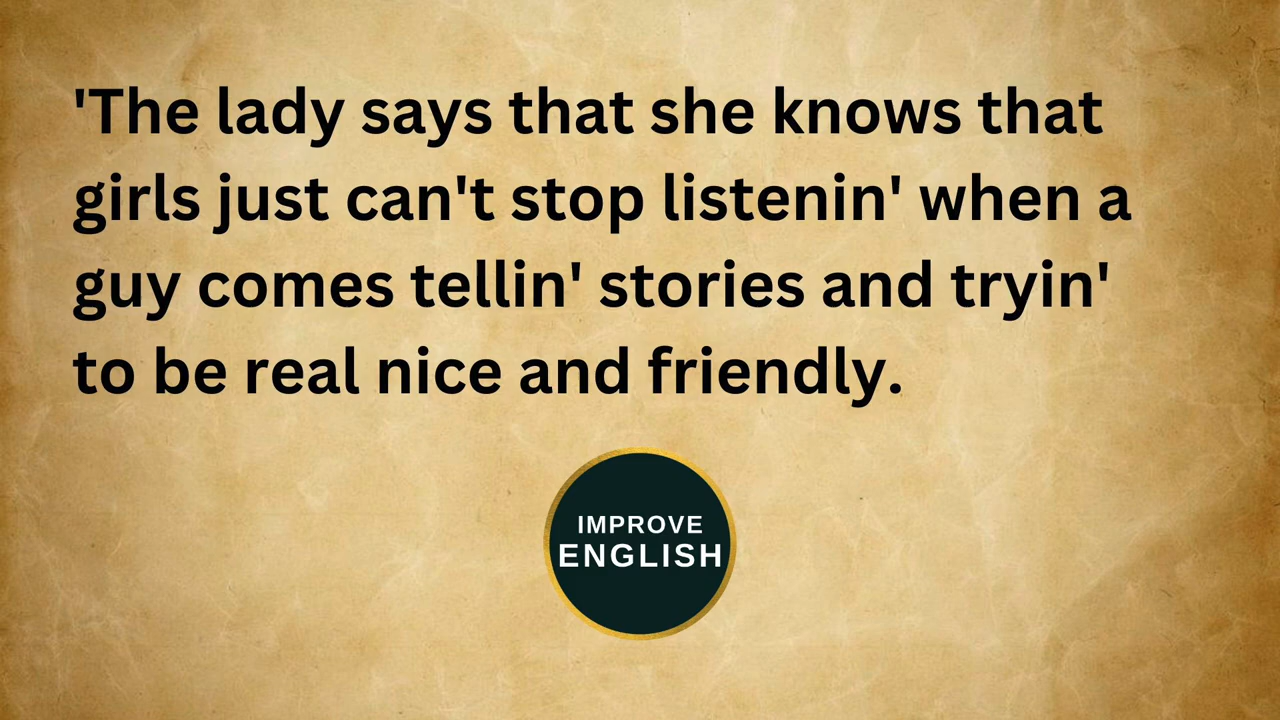 'The lady says that she knows that
girls just can't stop listenin' when a
guy comes tellin' stories and tryin'
to be real nice and friendly.
IMPROVE
ENGLISH